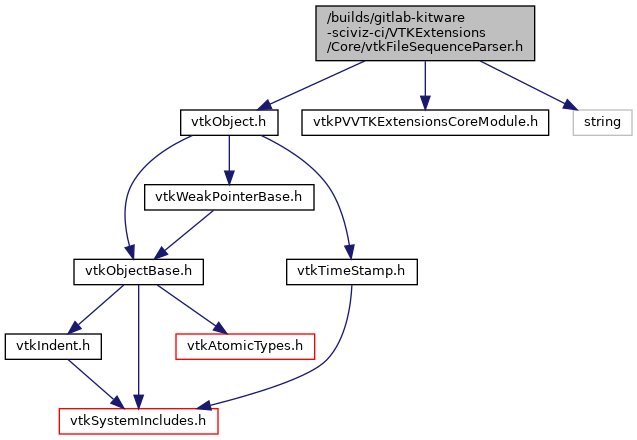 /builds/gitlab-kitware
-sciviz-ci/VTKExtensions
/Core/vtkFileSequenceParser.h
vtkObject.h
vtkPVVTKExtensionsCoreModule.h
string
vtkWeakPointerBase.h
vtkObjectBase.h
vtkTimeStamp.h
vtkIndent.h
vtkAtomicTypes.h
vtkSystemIncludes.h